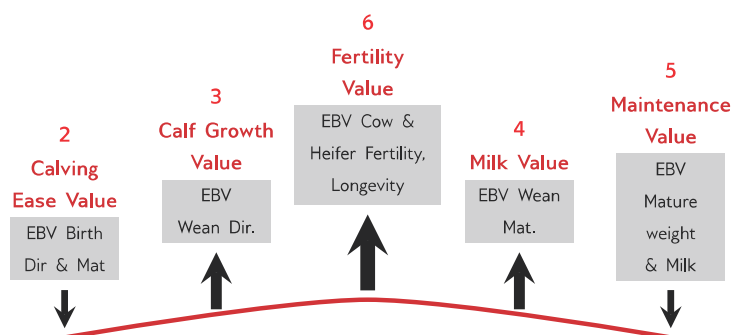 2
Calving
Ease Value
EBV Birth
Dir & Mat
3
Calf Growth
Value
EBV
Wean Dir.
6
Fertility
Value
EBV Cow &
Heifer Fertility,
Longevity
4
Milk Value
EBV Wean
Mat.
5
Maintenance
Value
EBV
Mature
weight
& Milk